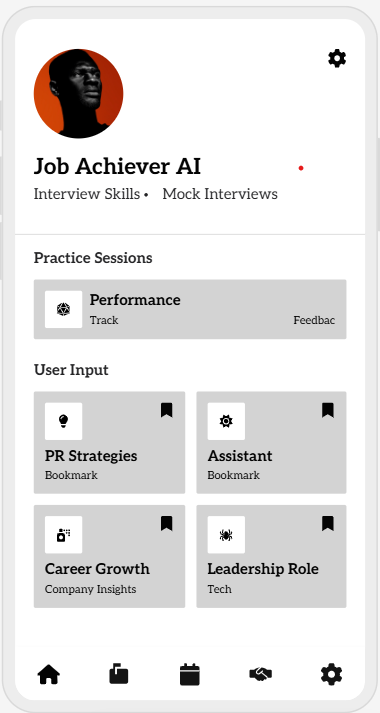 Job Achiever AI
Interview Skills • Mock Interviews
Practice Sessions
Performance
Track Feedbac
User Input
PR Strategies
Bookmark
Assistant
Bookmark
Career Growth
Company Insights
Leadership Role
Tech